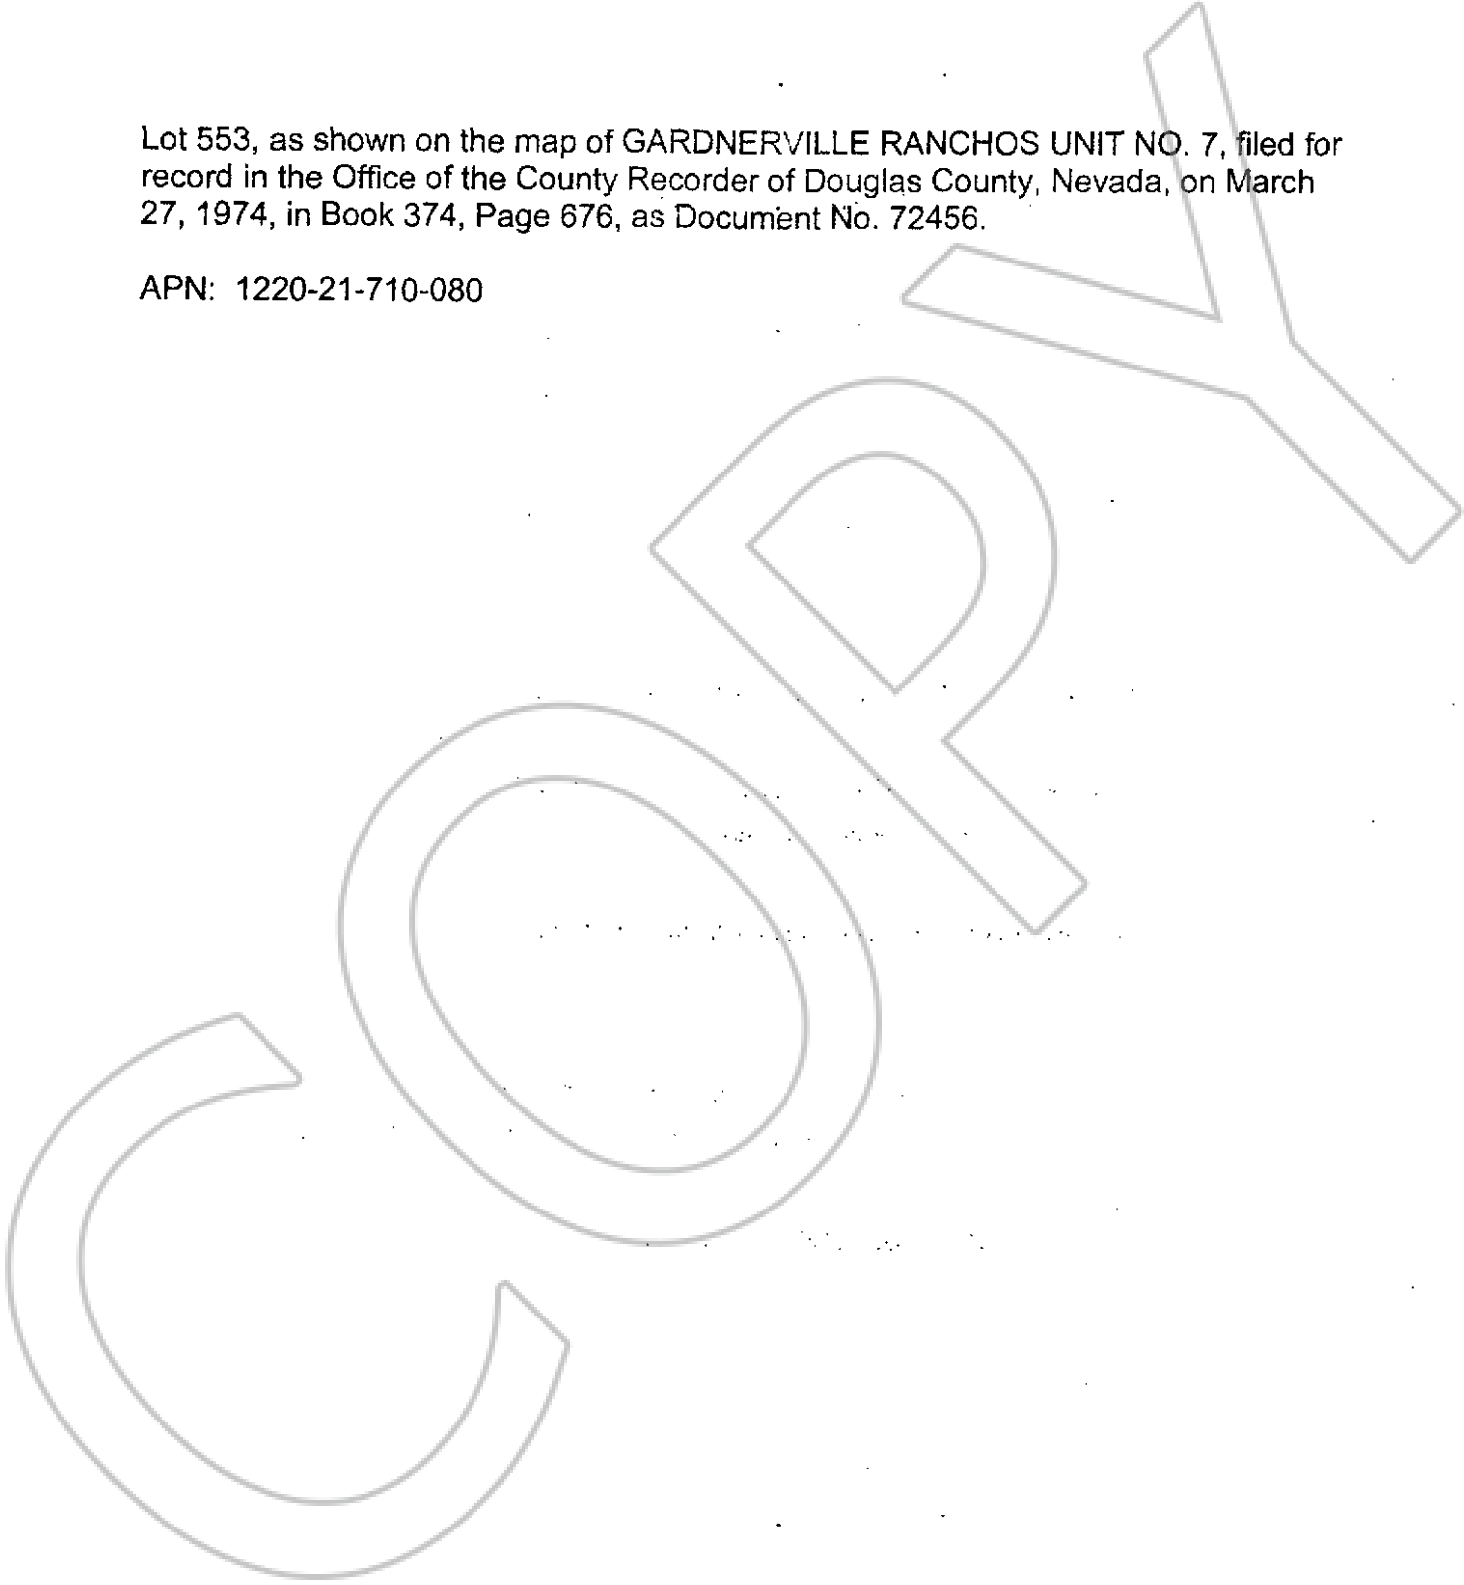 Lot 553, as shown on the map of GARDNERVILLE RANCHOS UNIT NO. 7, filed for
record in the Office of the County Recorder of Douglas County, Nevada, on March
27, 1974, in Book 374, Page 676, as Document No. 72456.
APN: 1220-21-710-080
COPY